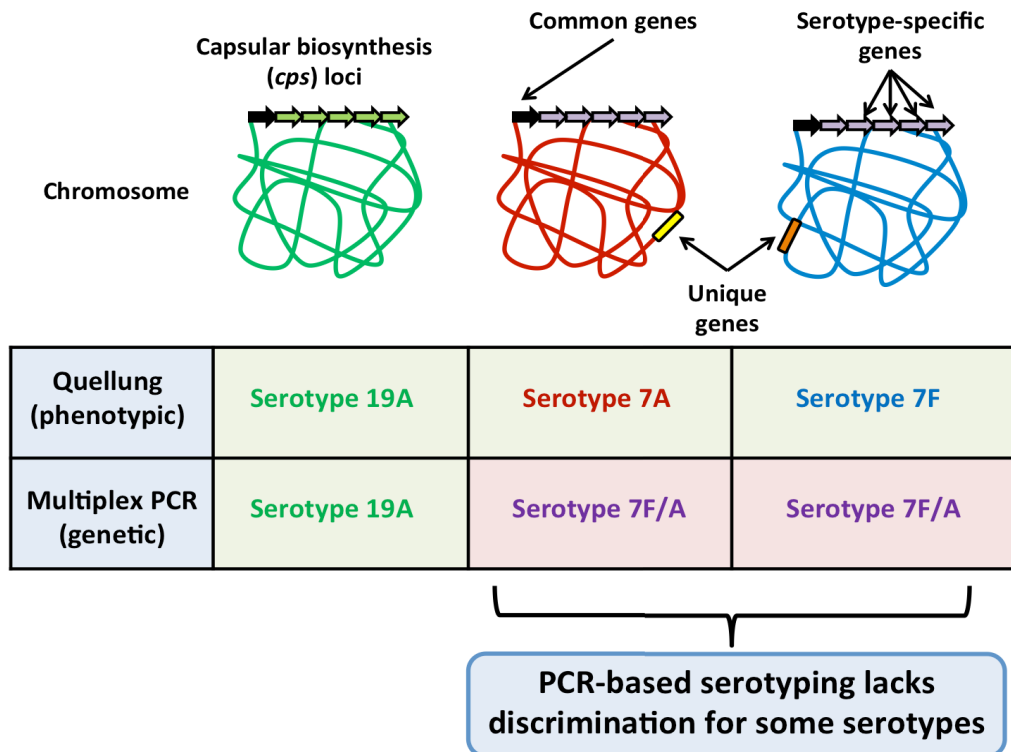 Common genes
Serotype-specific
genes
Capsular biosynthesis
(cps) loci
Chromosome
Unique
genes
Quellung
(phenotypic)
Serotype 19A
Serotype 7A
Serotype 7F
Multiplex PCR
(genetic)
Serotype 19A
Serotype 7F/A
Serotype 7F/A
PCR-based serotyping lacks
discrimination for some serotypes